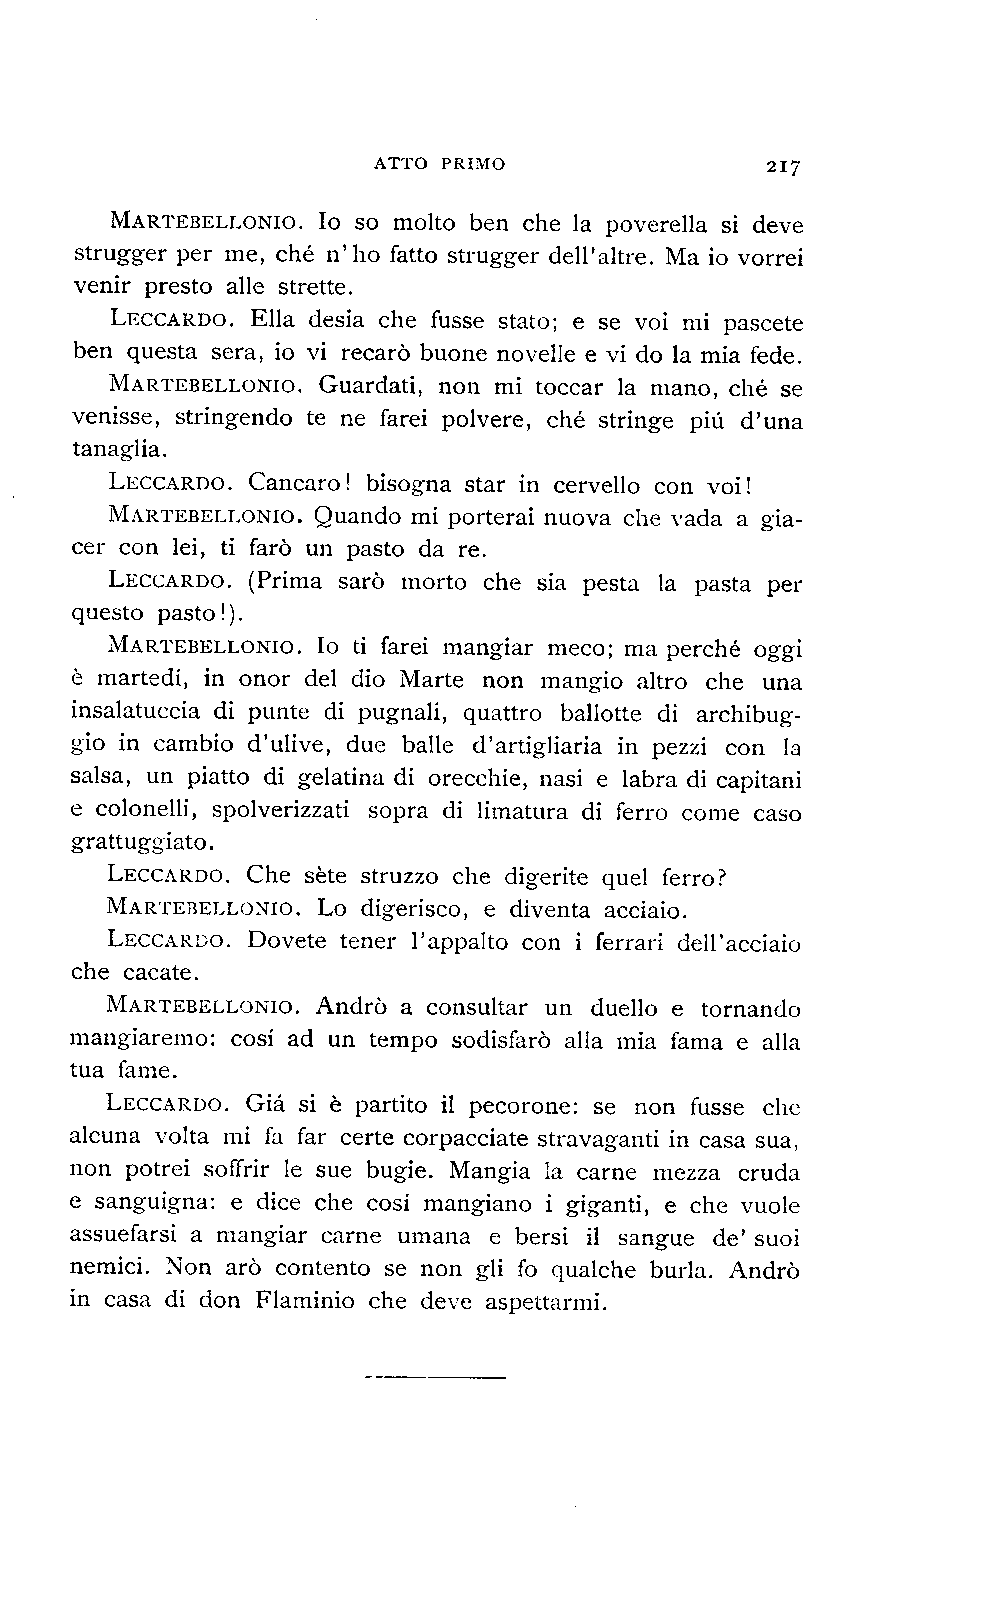 ATTO PRIMO 217
MARTEBELLONIO. Io so molto ben che la poverella si deve
strugger per me, ché n'ho fatto strugger dell'altre. Ma io vorrei
venir presto alle strette.
LECCARDO. Ella desia che fusse stato; e se voi mi pascete
ben questa sera, io vi recarò buone novelle e vi do la mia fede.
MARTEBELLONIO. Guardati, non mi toccar la mano, ché se
venisse, stringendo te ne farei polvere, ché stringe piú d'una
tanaglia.
LECCARDO. Cancaro! bisogna star in cervello con voi!
MARTEBELLONIO. Quando mi porterai nuova che vada a gia-
cer con lei, ti farò un pasto da re.
LECCARDO. (Prima sarò morto che sia pesta la pasta per
questo pasto!).
MARTEBELLONIO. Io ti farei mangiar meco; ma perché oggi
è martedí, in onor del dio Marte non mangio altro che una
insalatuccia di punte di pugnali, quattro ballotte di archibug-
gio in cambio d'ulive, due balle d'artigliaria in pezzi con la
salsa, un piatto di gelatina di orecchie, nasi e labra di capitani
e colonelli, spolverizzati sopra di limatura di ferro come caso
grattuggiato.
LECCARDO. Che sète struzzo che digerite quel ferro?
MARTEBELLONIO. Lo digerisco, e diventa acciaio.
LECCARDO. Dovete tener l'appalto con i ferrari dell'acciaio
che cacate.
MARTEBELLONIO. Andrò a consultar un duello e tornando
mangiaremo: cosí ad un tempo sodisfarò alla mia fama e alla
tua fame.
LECCARDO. Giá si è partito il pecorone: se non fusse che
alcuna volta mi fa far certe corpacciate stravaganti in casa sua,
non potrei soffrir le sue bugie. Mangia la carne mezza cruda
e sanguigna: e dice che cosí mangiano i giganti, e che vuole
assuefarsi a mangiar carne umana e bersi il sangue de' suoi
nemici. Non arò contento se non gli fo qualche burla. Andrò
in casa di don Flaminio che deve aspettarmi.